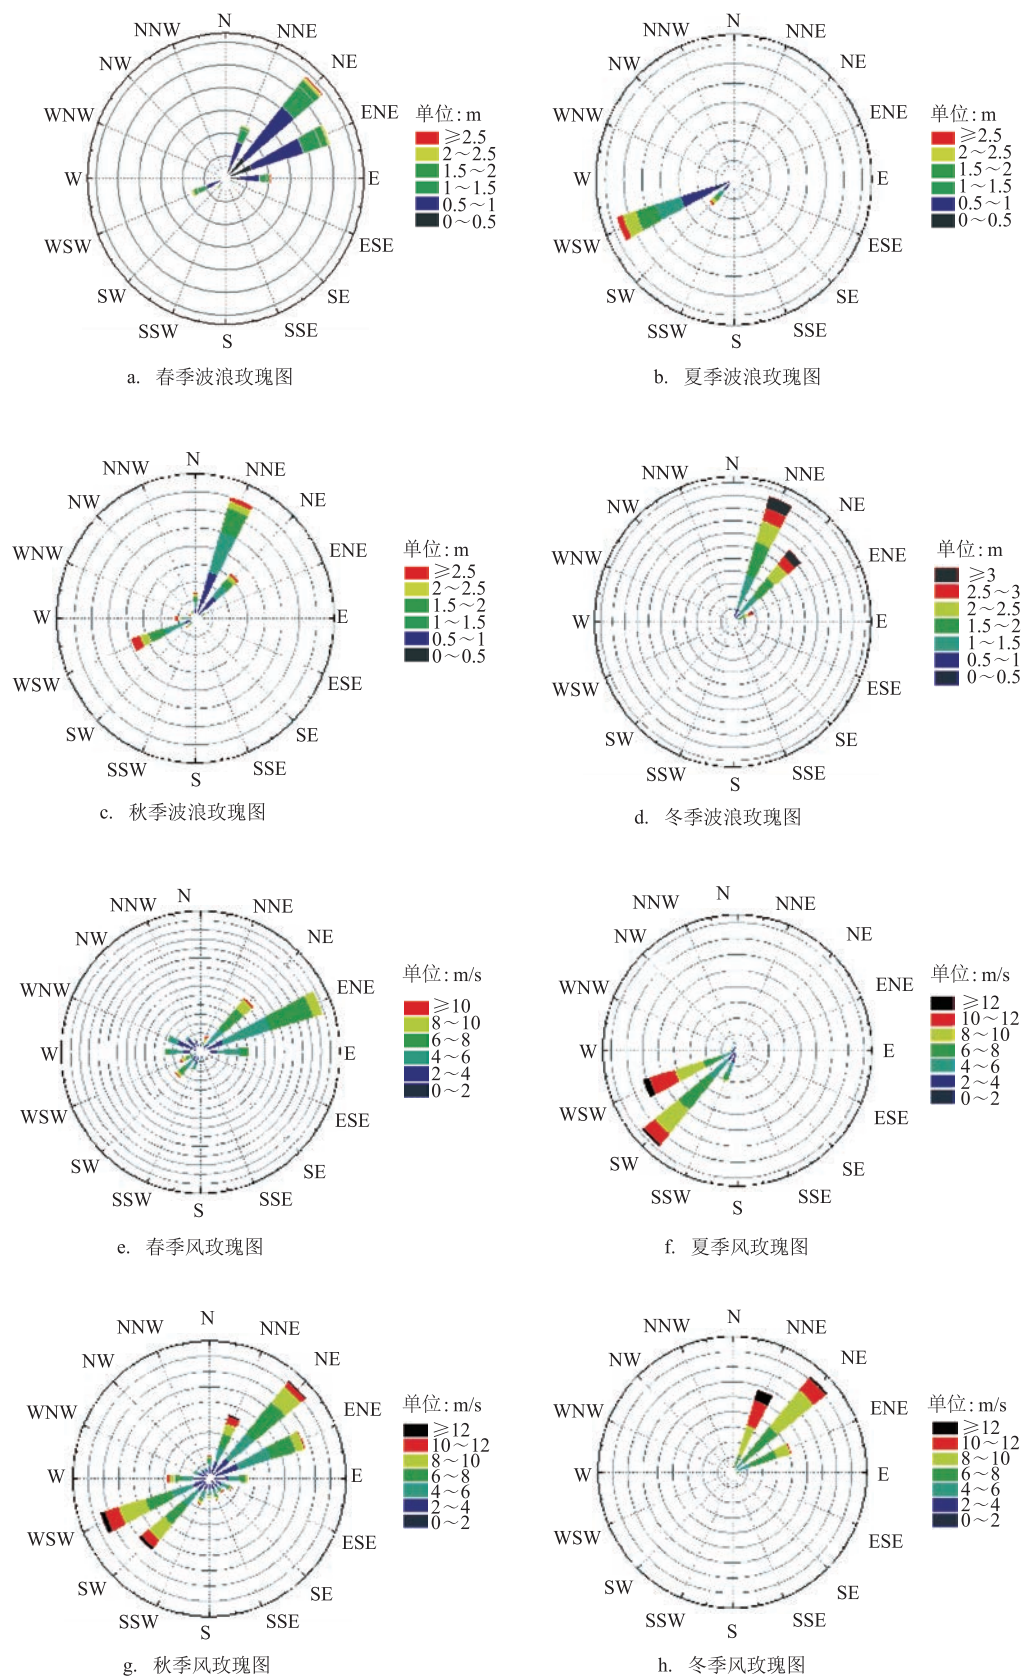 N
NNW
NNE
NW
NE
WNW
ENE
W
E
WSW
ESE
SW
SE
SSW
SSE
S
单位: m
≥2.5
2～2.5
1.5～2
1～1.5
0.5～1
0～0.5
a. 春季波浪玫瑰图
N
NNW
NNE
NW
NE
WNW
ENE
W
E
WSW
ESE
SW
SE
SSW
SSE
S
单位: m
≥2.5
2～2.5
1.5～2
1～1.5
0.5～1
0～0.5
b. 夏季波浪玫瑰图
N
NNW
NNE
NW
NE
WNW
ENE
W
E
WSW
ESE
SW
SE
SSW
SSE
S
单位: m
≥2.5
2～2.5
1.5～2
1～1.5
0.5～1
0～0.5
c. 秋季波浪玫瑰图
N
NNW
NNE
NW
NE
WNW
ENE
W
E
WSW
ESE
SW
SE
SSW
SSE
S
单位: m
≥3
2.5～3
2～2.5
1.5～2
1～1.5
0.5～1
0～0.5
d. 冬季波浪玫瑰图
N
NNW
NNE
NW
NE
WNW
ENE
W
E
WSW
ESE
SW
SE
SSW
SSE
S
单位: m/s
≥10
8～10
6～8
4～6
2～4
0～2
e. 春季风玫瑰图
N
NNW
NNE
NW
NE
WNW
ENE
W
E
WSW
ESE
SW
SE
SSW
SSE
S
单位: m/s
≥12
10～12
8～10
6～8
4～6
2～4
0～2
f. 夏季风玫瑰图
N
NNW
NNE
NW
NE
WNW
ENE
W
E
WSW
ESE
SW
SE
SSW
SSE
S
单位: m/s
≥12
10～12
8～10
6～8
4～6
2～4
0～2
g. 秋季风玫瑰图
N
NNW
NNE
NW
NE
WNW
ENE
W
E
WSW
ESE
SW
SE
SSW
SSE
S
单位: m/s
≥12
10～12
8～10
6～8
4～6
2～4
0～2
h. 冬季风玫瑰图